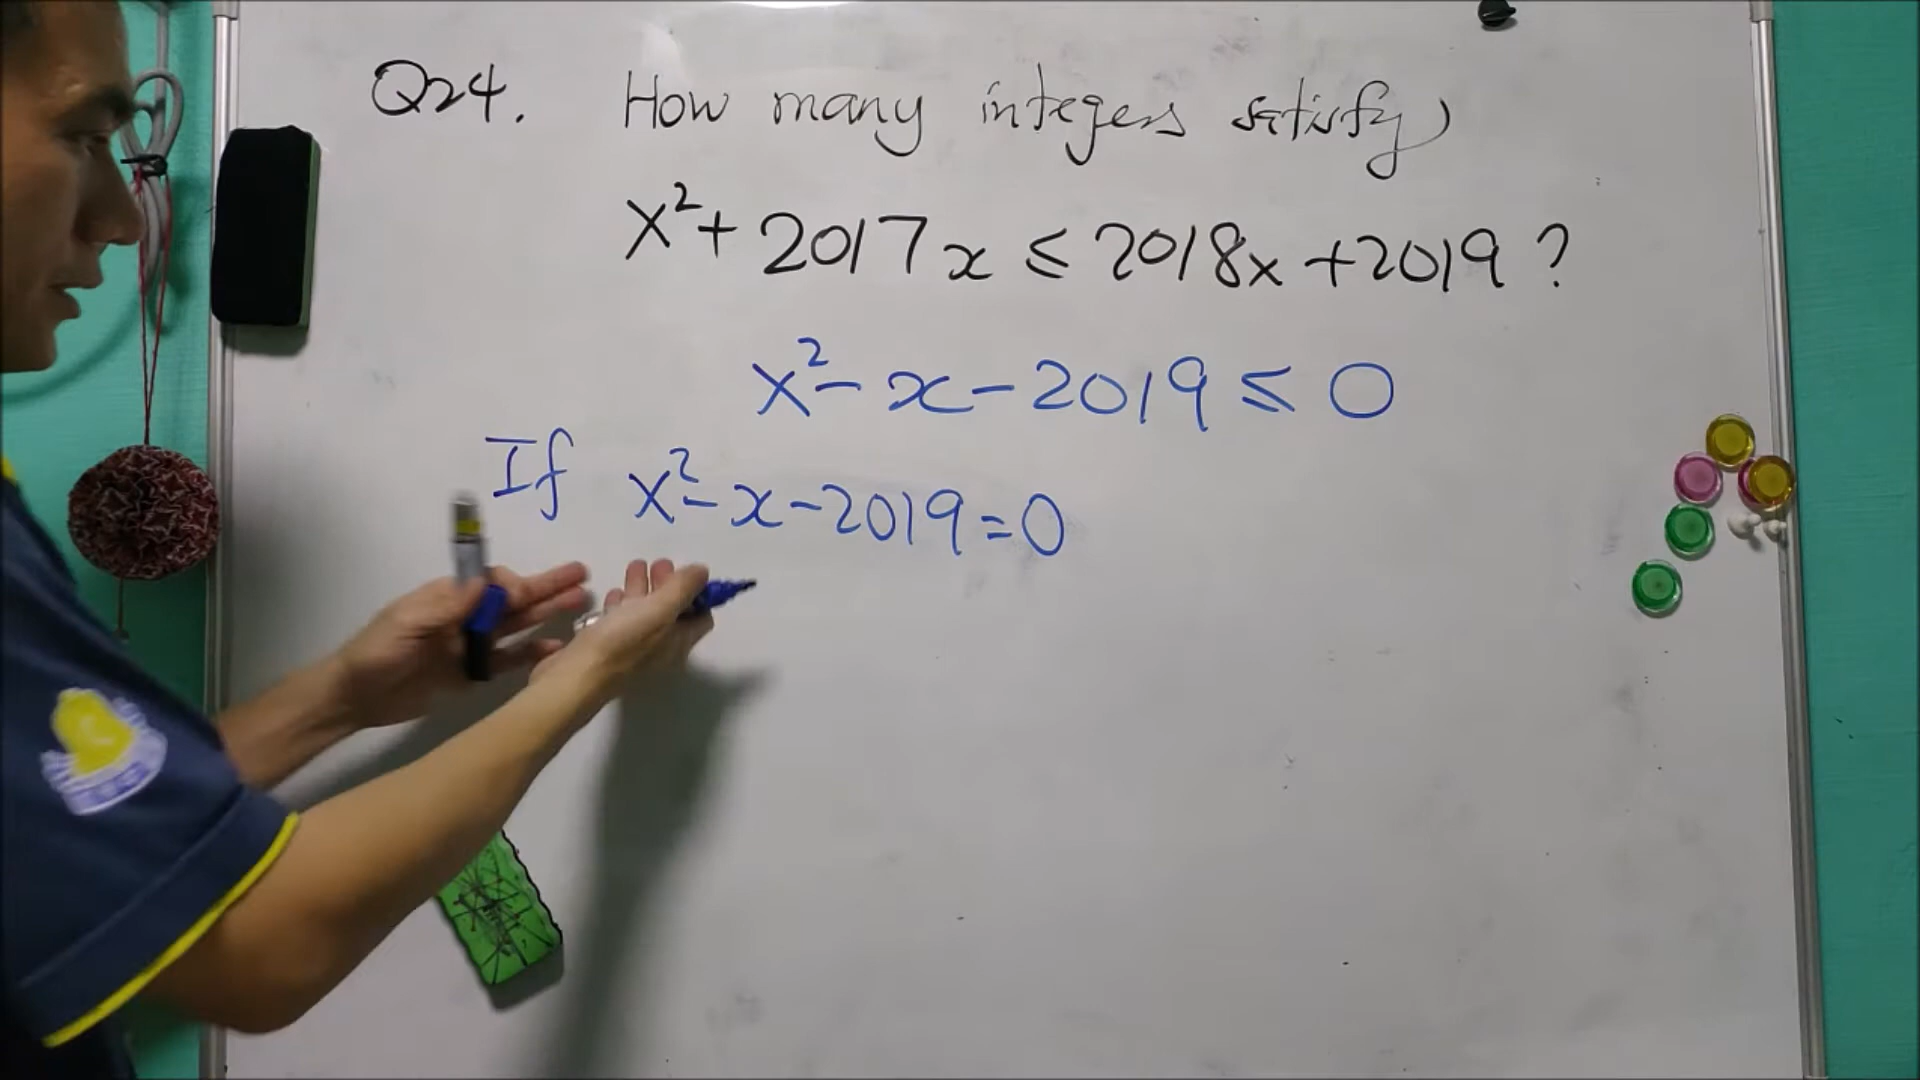 Q24. How many integers satisfy
x²+2017x ≤ 2018x+2019?
x²-x-2019 ≤ 0
If x²-x-2019=0